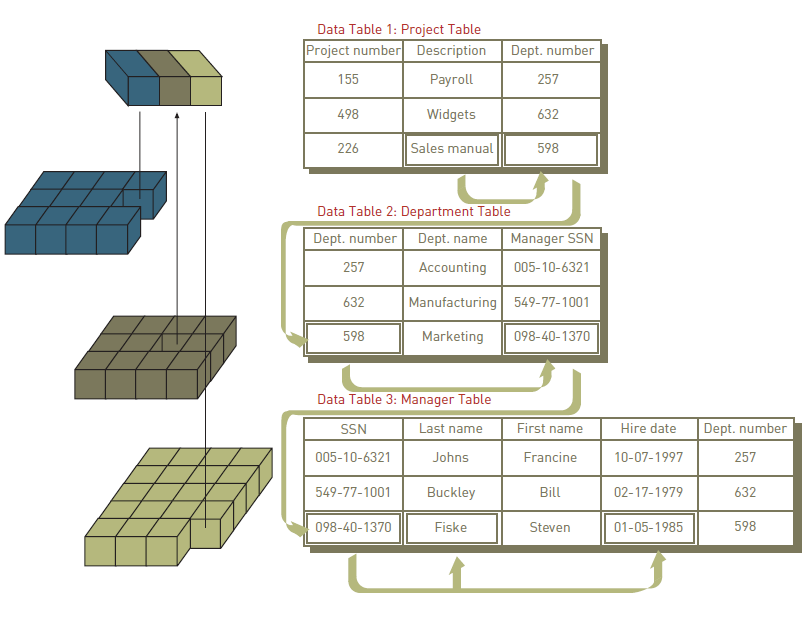 Data Table 1: Project Table
Project number Description Dept. number
155 Payroll 257
498 Widgets 632
226 Sales manual 598
Data Table 2: Department Table
Dept. number Dept. name Manager SSN
257 Accounting 005-10-6321
632 Manufacturing 549-77-1001
598 Marketing 098-40-1370
Data Table 3: Manager Table
SSN Last name First name Hire date Dept. number
005-10-6321 Johns Francine 10-07-1997 257
549-77-1001 Buckley Bill 02-17-1979 632
098-40-1370 Fiske Steven 01-05-1985 598